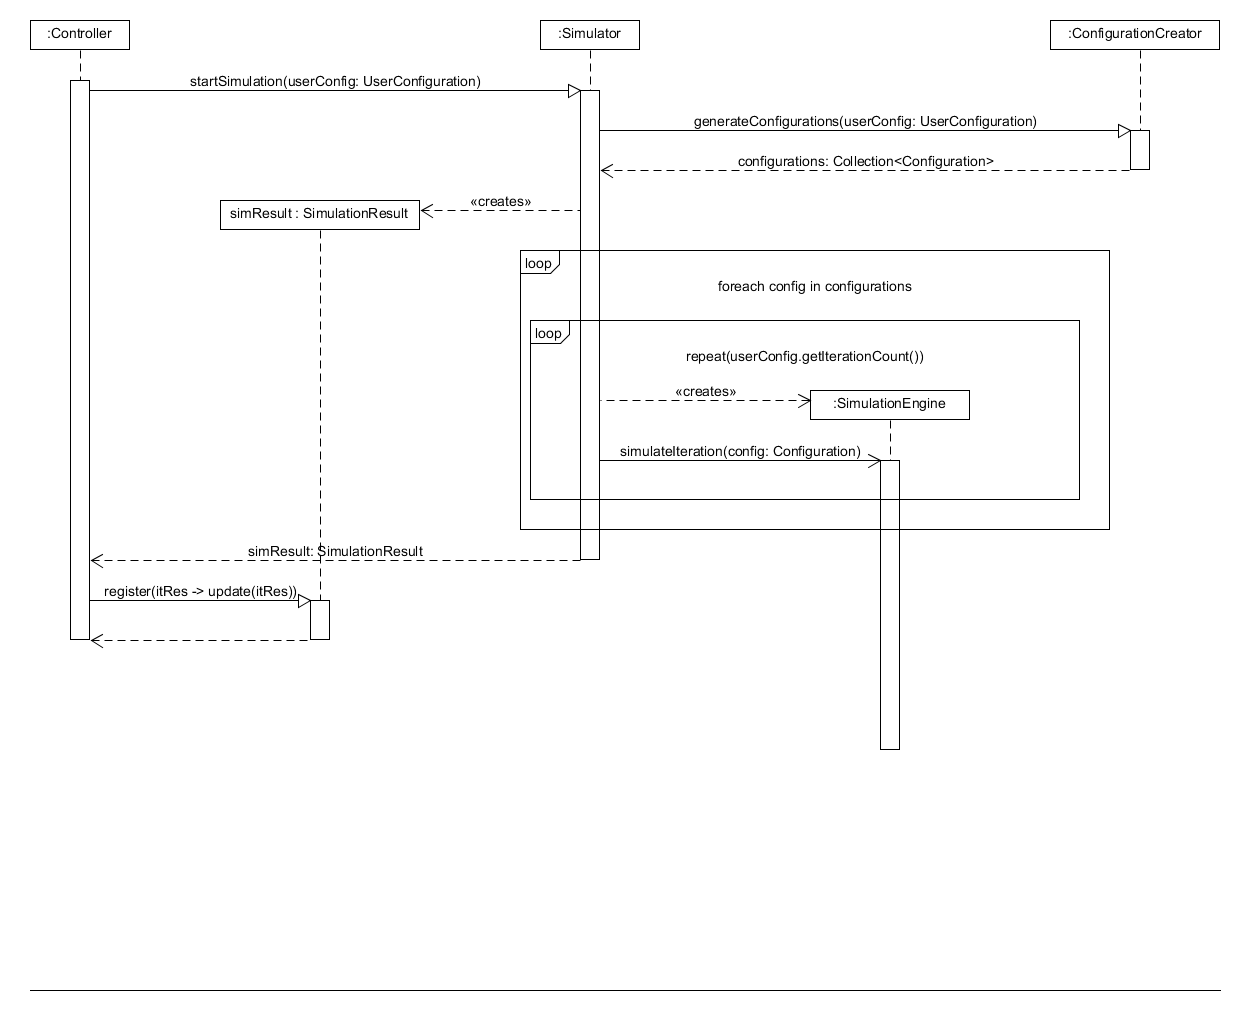 :Controller
:Simulator
:ConfigurationCreator
startSimulation(userConfig: UserConfiguration)
generateConfigurations(userConfig: UserConfiguration)
configurations: Collection<Configuration>
«creates»
simResult : SimulationResult
loop
foreach config in configurations
loop
repeat(userConfig.getIterationCount())
«creates»
:SimulationEngine
simulateIteration(config: Configuration)
simResult: SimulationResult
register(itRes -> update(itRes))